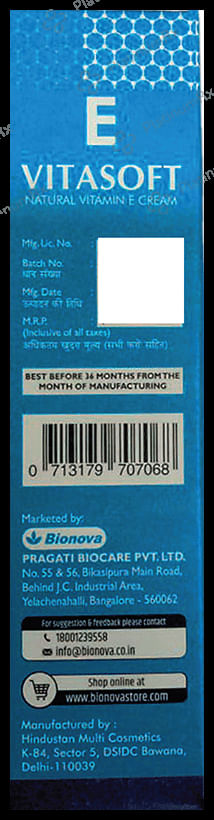 E
VITASOFT
NATURAL VITAMIN E CREAM
Mfg. Lic. No. :
Batch No. :
धान संख्या
Mfg. Date :
उत्पादन की तिथि
M.R.P. :
(Inclusive of all taxes)
अधिकतम खुदरा मूल्य (सभी करों सहित)
BEST BEFORE 36 MONTHS FROM THE
MONTH OF MANUFACTURING
0 713179 707068
Marketed by:
Bionova
PRAGATI BIOCARE PVT. LTD.
No. 55 & 56, Bikasipura Main Road,
Behind J.C. Industrial Area,
Yelachenahalli, Bangalore - 560062
For suggestion & feedback please contact
18001239558
info@bionova.co.in
Shop online at
www.bionovastore.com
Manufactured by :
Hindustan Multi Cosmetics
K-84, Sector 5, DSIDC Bawana,
Delhi-110039